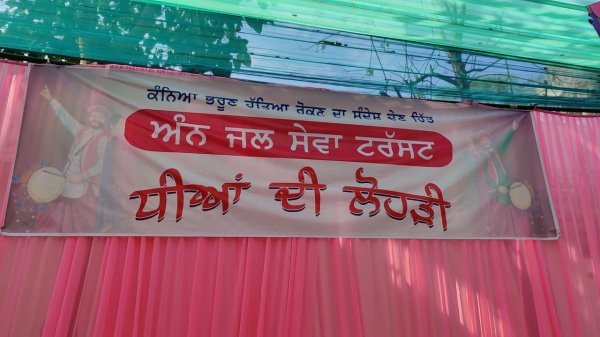 ਕੰਨਿਆ ਭਰੂਣ ਹੱਤਿਆ ਰੋਕਣ ਦਾ ਸੰਦੇਸ਼ ਦੇਣ ਹਿੱਤ
ਅੰਨ ਜਲ ਸੇਵਾ ਟਰੱਸਟ
ਧੀਆਂ ਦੀ ਲੋਹੜੀ